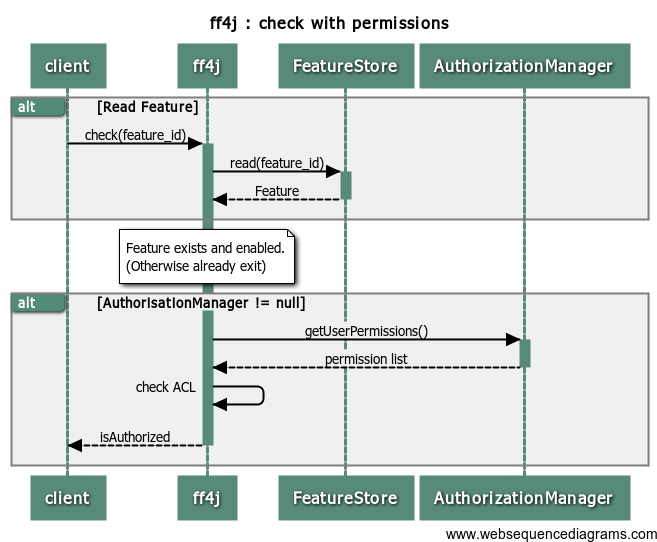 ff4j : check with permissions
client
ff4j
FeatureStore
AuthorizationManager
alt
[Read Feature]
check(feature_id)
read(feature_id)
Feature
Feature exists and enabled.
(Otherwise already exit)
alt
[AuthorisationManager != null]
getUserPermissions()
permission list
check ACL
isAuthorized
client
ff4j
FeatureStore
AuthorizationManager
www.websequencediagrams.com